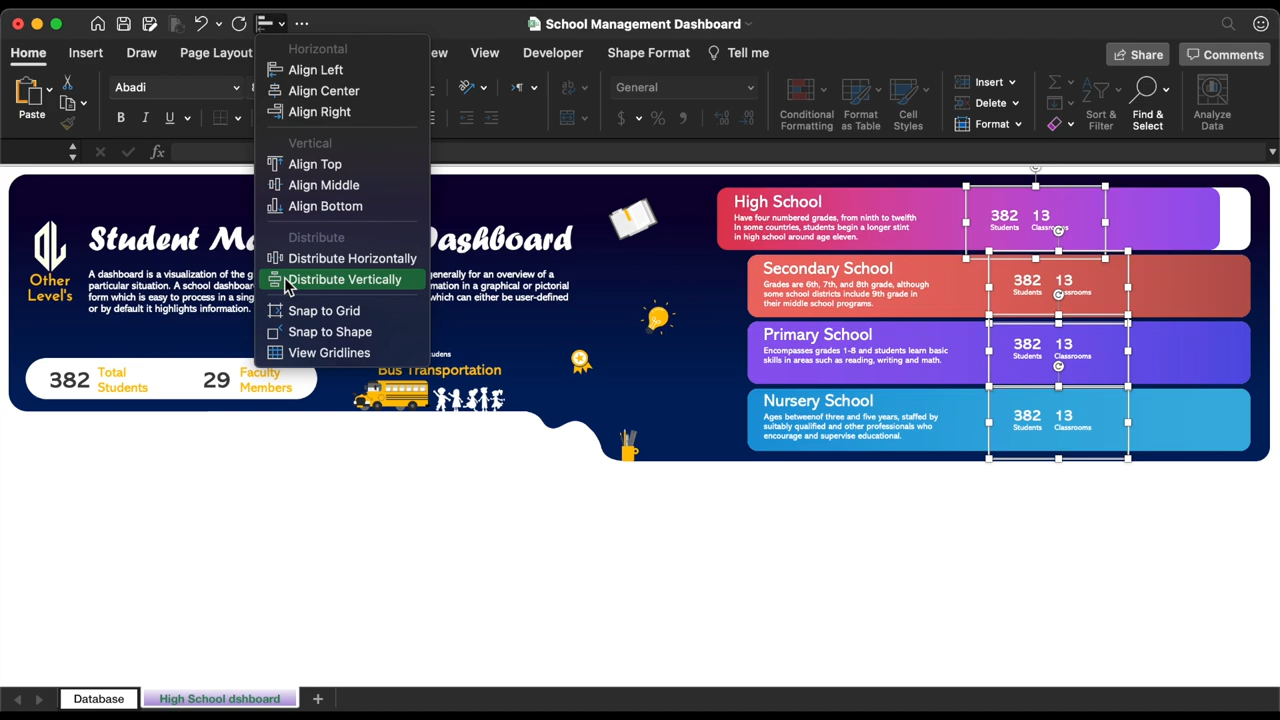 School Management Dashboard
Home Insert Draw Page Layout ew View Developer Shape Format Tell me Share Comments
Horizontal
Align Left
Align Center
Align Right
Vertical
Align Top
Align Middle
Align Bottom
Distribute
Distribute Horizontally
Distribute Vertically
Snap to Grid
Snap to Shape
View Gridlines
Paste
Abadi
B I U
General
$ %
Conditional Formatting
Format as Table
Cell Styles
Insert
Delete
Format
Sort & Filter
Find & Select
Analyze Data
fx
Other
Level's
Student Ma Dashboard
A dashboard is a visualization of the g enerally for an overview of a
particular situation. A school dashboar mation in a graphical or pictorial
form which is easy to process in a sing which can either be user-defined
or by default it highlights information.
382 Total Students
29 Faculty Members
tudens
Bus Transportation
High School
Have four numbered grades, from ninth to twelfth
In some countries, students begin a longer stint
in high school around age eleven.
382 13
Students Classrooms
Secondary School
Grades are 6th, 7th, and 8th grade, although
some school districts include 9th grade in
their middle school programs.
382 13
Students Classrooms
Primary School
Encompasses grades 1-8 and students learn basic
skills in areas such as reading, writing and math.
382 13
Students Classrooms
Nursery School
Ages betweenof three and five years, staffed by
suitably qualified and other professionals who
encourage and supervise educational.
382 13
Students Classrooms
Database High School dshboard